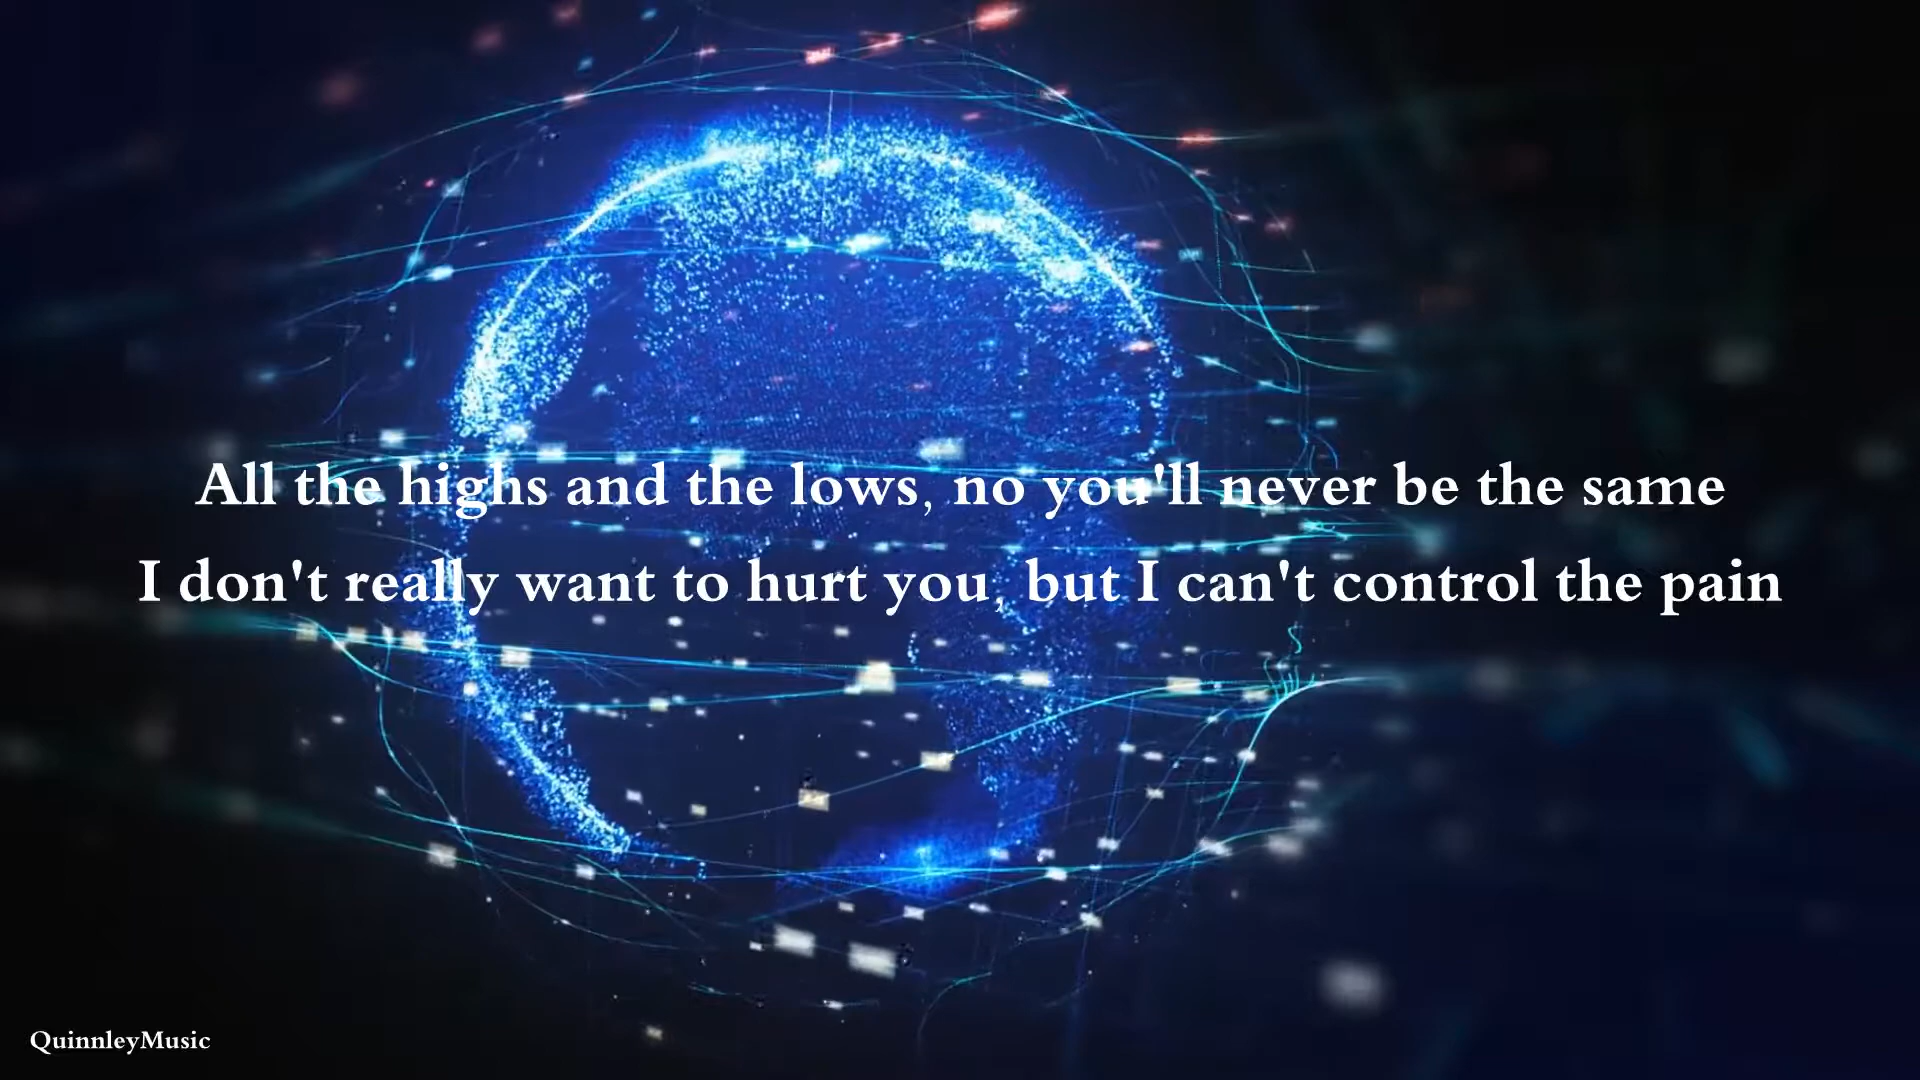 All the highs and the lows, no you'll never be the same
I don't really want to hurt you, but I can't control the pain
QuinnleyMusic